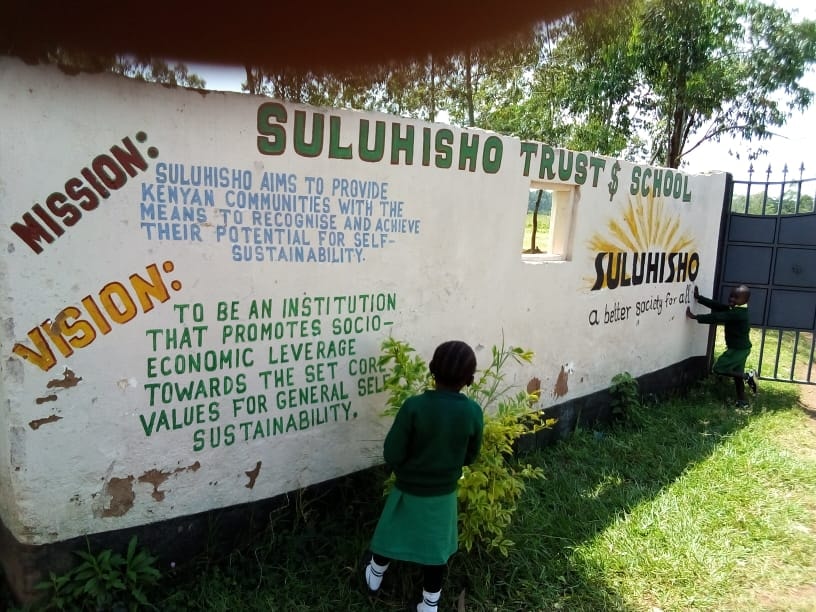 SULUHISHO TRUST $ SCHOOL
MISSION:
SULUHISHO AIMS TO PROVIDE
KENYAN COMMUNITIES WITH THE
MEANS TO RECOGNISE AND ACHIEVE
THEIR POTENTIAL FOR SELF-
SUSTAINABILITY.
VISION:
TO BE AN INSTITUTION
THAT PROMOTES SOCIO-
ECONOMIC LEVERAGE
TOWARDS THE SET CORE
VALUES FOR GENERAL SELF
SUSTAINABILITY.
SULUHISHO
a better society for all